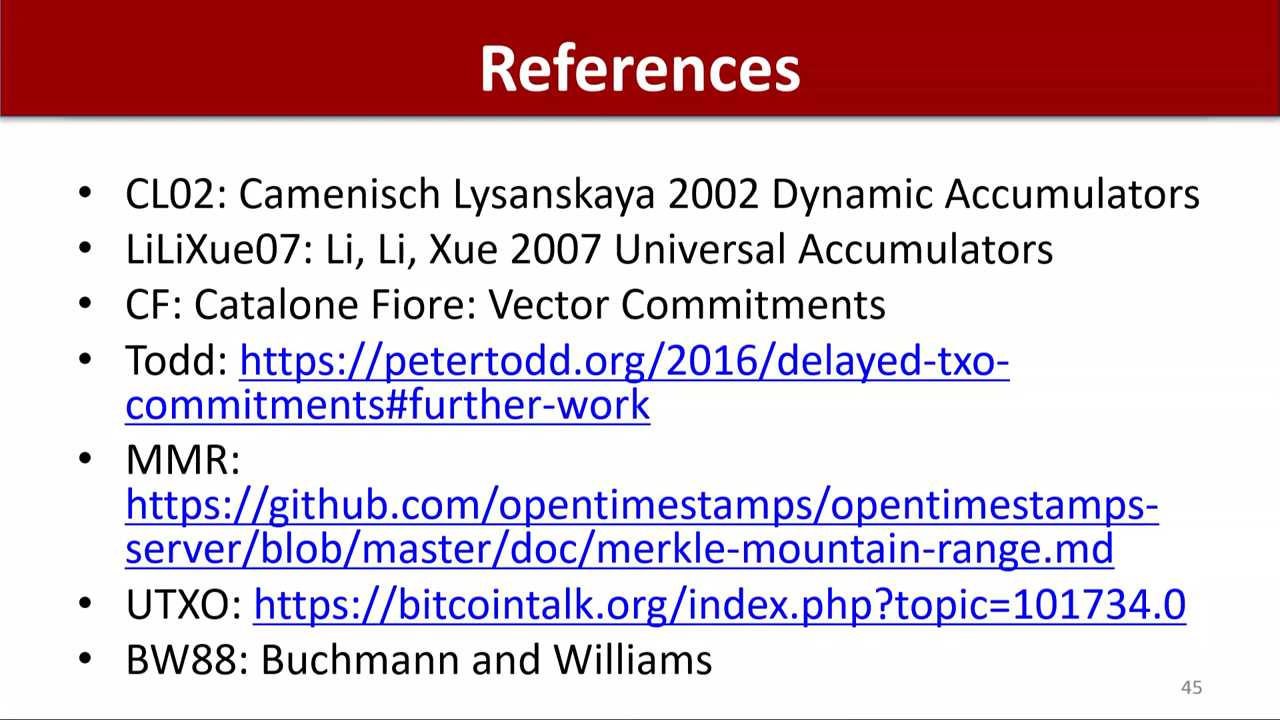 References
• CL02: Camenisch Lysanskaya 2002 Dynamic Accumulators
• LiLiXue07: Li, Li, Xue 2007 Universal Accumulators
• CF: Catalone Fiore: Vector Commitments
• Todd: https://petertodd.org/2016/delayed-txo-
commitments#further-work
• MMR:
https://github.com/opentimestamps/opentimestamps-
server/blob/master/doc/merkle-mountain-range.md
• UTXO: https://bitcointalk.org/index.php?topic=101734.0
• BW88: Buchmann and Williams
45